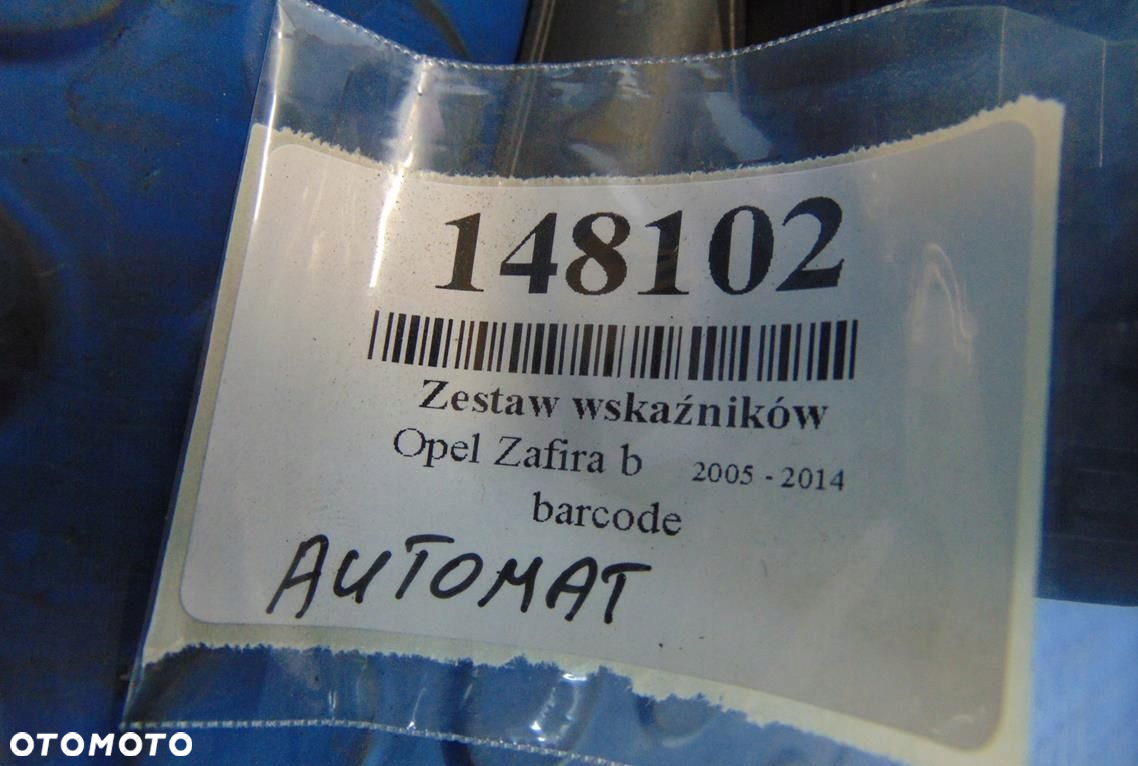 148102
Zestaw wskaźników
Opel Zafira b 2005 - 2014
barcode
AUTOMAT
OTOMOTO